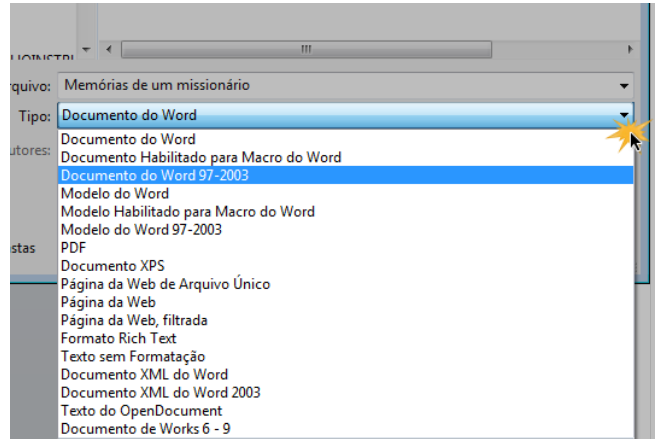 rquivo: Memórias de um missionário
Tipo: Documento do Word
utores:
Documento do Word
Documento Habilitado para Macro do Word
Documento do Word 97-2003
Modelo do Word
Modelo Habilitado para Macro do Word
Modelo do Word 97-2003
stas
PDF
Documento XPS
Página da Web de Arquivo Único
Página da Web
Página da Web, filtrada
Formato Rich Text
Texto sem Formatação
Documento XML do Word
Documento XML do Word 2003
Texto do OpenDocument
Documento de Works 6 - 9